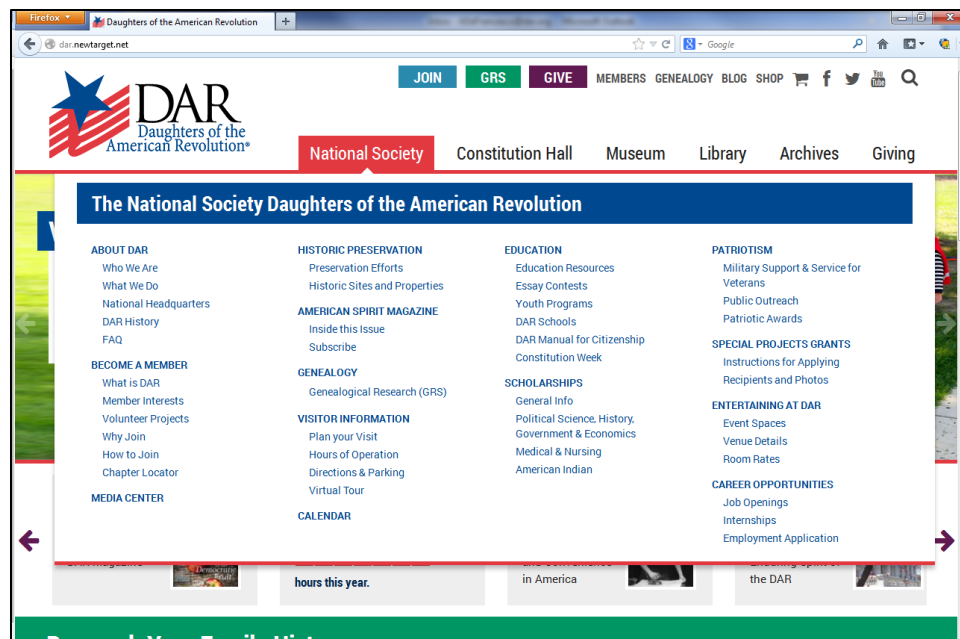 Firefox
Daughters of the American Revolution
dar.newtarget.net
Google
JOIN GRS GIVE MEMBERS GENEALOGY BLOG SHOP You Tube
DAR
Daughters of the
American Revolution®
National Society Constitution Hall Museum Library Archives Giving
The National Society Daughters of the American Revolution
ABOUT DAR
Who We Are
What We Do
National Headquarters
DAR History
FAQ
BECOME A MEMBER
What is DAR
Member Interests
Volunteer Projects
Why Join
How to Join
Chapter Locator
MEDIA CENTER
HISTORIC PRESERVATION
Preservation Efforts
Historic Sites and Properties
AMERICAN SPIRIT MAGAZINE
Inside this Issue
Subscribe
GENEALOGY
Genealogical Research (GRS)
VISITOR INFORMATION
Plan your Visit
Hours of Operation
Directions & Parking
Virtual Tour
CALENDAR
EDUCATION
Education Resources
Essay Contests
Youth Programs
DAR Schools
DAR Manual for Citizenship
Constitution Week
SCHOLARSHIPS
General Info
Political Science, History,
Government & Economics
Medical & Nursing
American Indian
PATRIOTISM
Military Support & Service for
Veterans
Public Outreach
Patriotic Awards
SPECIAL PROJECTS GRANTS
Instructions for Applying
Recipients and Photos
ENTERTAINING AT DAR
Event Spaces
Venue Details
Room Rates
CAREER OPPORTUNITIES
Job Openings
Internships
Employment Application
hours this year.
in America
the DAR